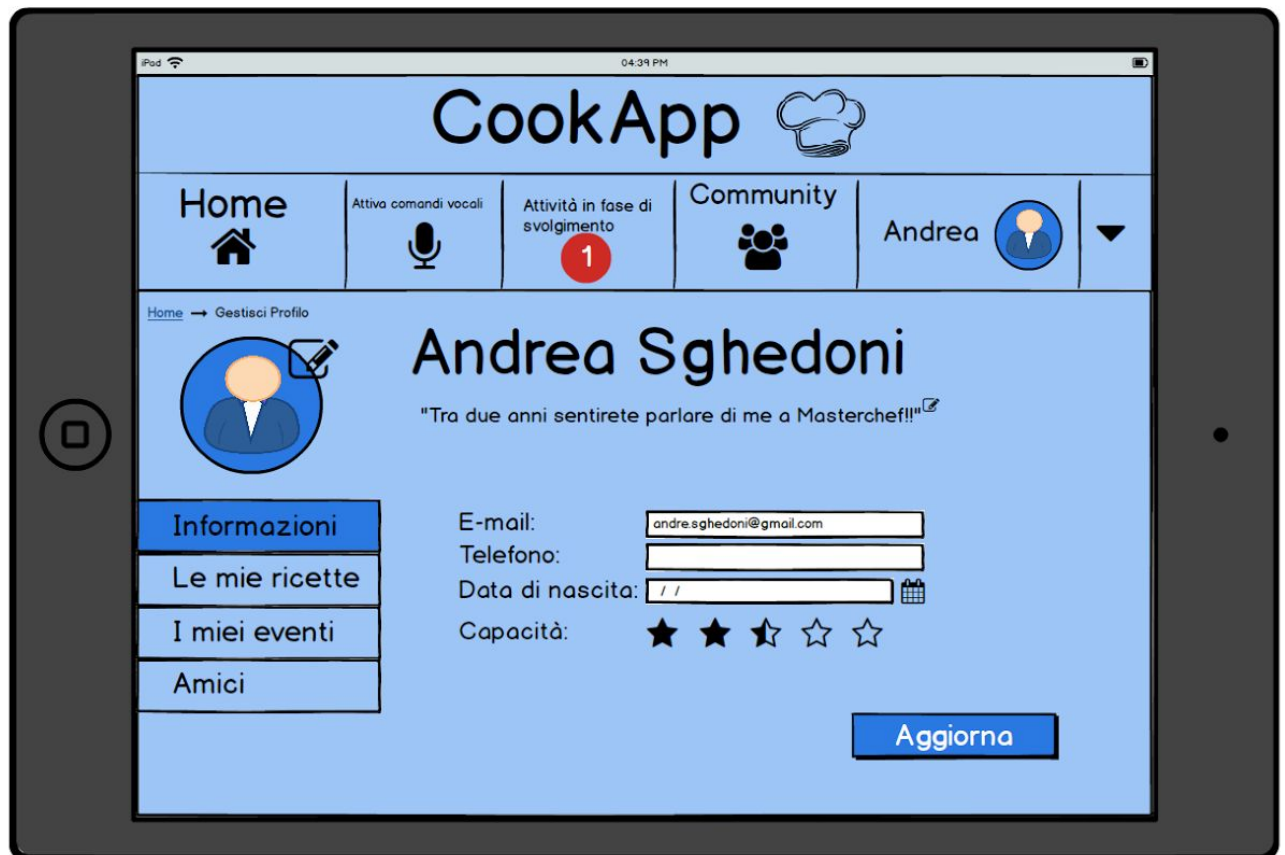 iPod
04:39 PM
CookApp
Home
Attiva comandi vocali
Attività in fase di
svolgimento
1
Community
Andrea
Home → Gestisci Profilo
Andrea Sghedoni
"Tra due anni sentirete parlare di me a Masterchef!!"
Informazioni
Le mie ricette
I miei eventi
Amici
E-mail: andre.sghedoni@gmail.com
Telefono:
Data di nascita: / /
Capacità:
Aggiorna